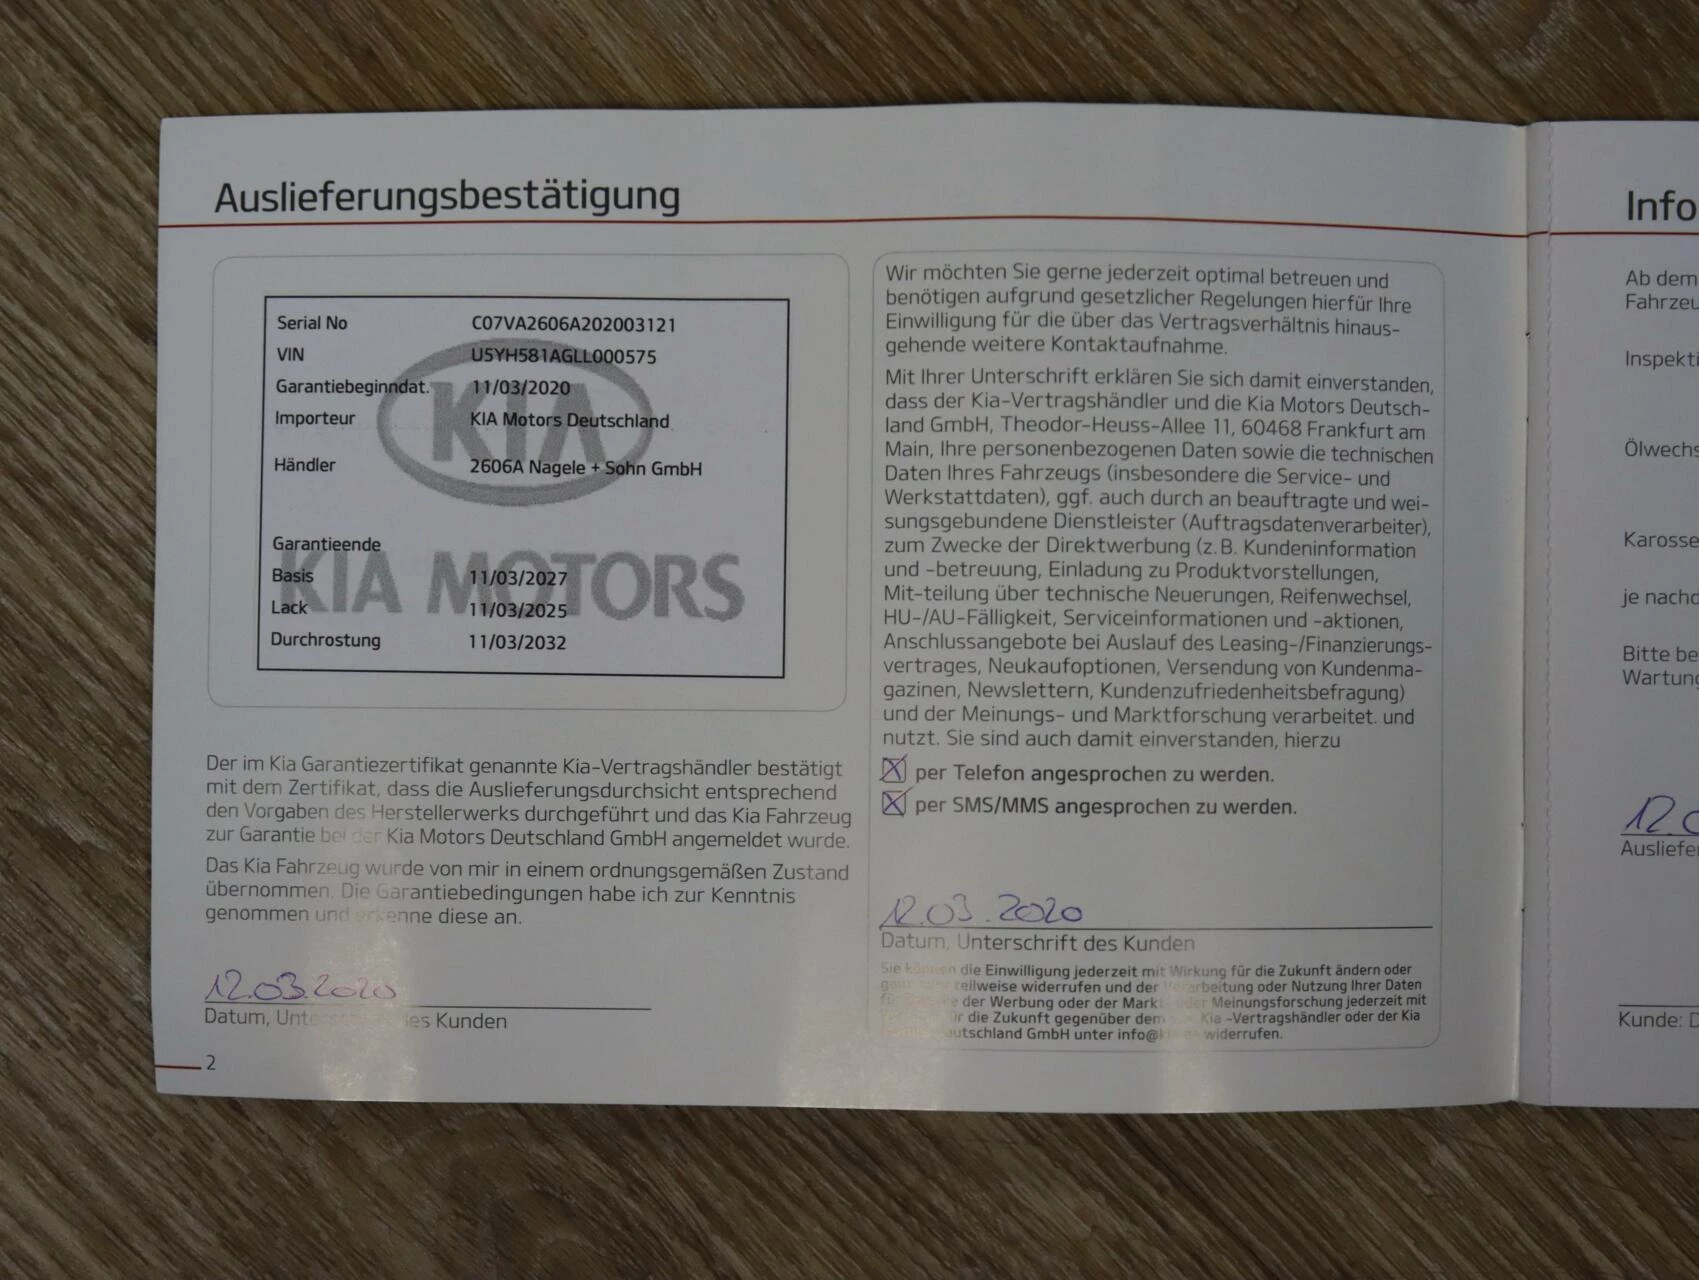 Auslieferungsbestätigung
Serial No C07VA2606A202003121
VIN U5YH581AGLL000575
Garantiebeginndat. 11/03/2020
Importeur KIA Motors Deutschland
Händler 2606A Nagele + Sohn GmbH
Garantieende
Basis 11/03/2027
Lack 11/03/2025
Durchrostung 11/03/2032
KIA
KIA MOTORS
Der im Kia Garantiezertifikat genannte Kia-Vertragshändler bestätigt
mit dem Zertifikat, dass die Auslieferungsdurchsicht entsprechend
den Vorgaben des Herstellerwerks durchgeführt und das Kia Fahrzeug
zur Garantie bei der Kia Motors Deutschland GmbH angemeldet wurde.
Das Kia Fahrzeug wurde von mir in einem ordnungsgemäßen Zustand
übernommen. Die Garantiebedingungen habe ich zur Kenntnis
genommen und erkenne diese an.
12.03.2020
Datum, des Kunden
2
Wir möchten Sie gerne jederzeit optimal betreuen und
benötigen aufgrund gesetzlicher Regelungen hierfür Ihre
Einwilligung für die über das Vertragsverhältnis hinaus-
gehende weitere Kontaktaufnahme.
Mit Ihrer Unterschrift erklären Sie sich damit einverstanden,
dass der Kia-Vertragshändler und die Kia Motors Deutsch-
land GmbH, Theodor-Heuss-Allee 11, 60468 Frankfurt am
Main, Ihre personenbezogenen Daten sowie die technischen
Daten Ihres Fahrzeugs (insbesondere die Service- und
Werkstattdaten), ggf. auch durch an beauftragte und wei-
sungsgebundene Dienstleister (Auftragsdatenverarbeiter),
zum Zwecke der Direktwerbung (z. B. Kundeninformation
und -betreuung, Einladung zu Produktvorstellungen,
Mit-teilung über technische Neuerungen, Reifenwechsel,
HU-/AU-Fälligkeit, Serviceinformationen und -aktionen,
Anschlussangebote bei Auslauf des Leasing-/Finanzierungs-
vertrages, Neukaufoptionen, Versendung von Kundenma-
gazinen, Newslettern, Kundenzufriedenheitsbefragung)
und der Meinungs- und Marktforschung verarbeitet. und
nutzt. Sie sind auch damit einverstanden, hierzu
per Telefon angesprochen zu werden.
per SMS/MMS angesprochen zu werden.
12.03.2020
Datum, Unterschrift des Kunden
Sie können die Einwilligung jederzeit mit Wirkung für die Zukunft ändern oder
teilweise widerrufen und der Verarbeitung oder Nutzung Ihrer Daten
der Werbung oder der Markt- oder Meinungsforschung jederzeit mit
für die Zukunft gegenüber dem Kia -Vertragshändler oder der Kia
Deutschland GmbH unter widerrufen.
Info
Ab dem
Fahrzeu
Inspekti
Ölwechs
Karosse
je nachd
Bitte be
Wartung
12.0
Ausliefe
Kunde: D